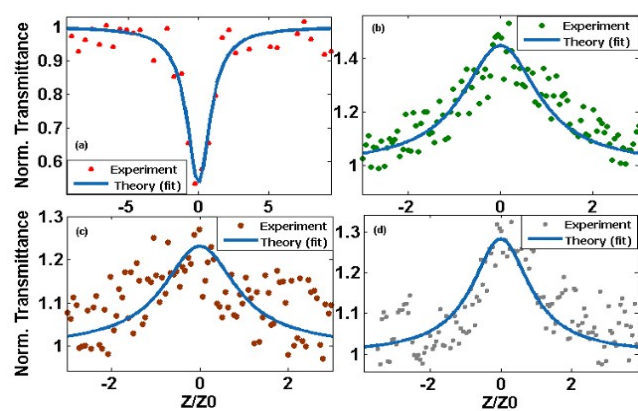 Norm. Transmittance
1
0.9
0.8
0.7
0.6
(a)
Experiment
Theory (fit)
-5
0
5
(b)
Experiment
Theory (fit)
1.4
1.2
1
-2
0
2
Norm. Transmittance
1.3
1.2
1.1
1
(c)
Experiment
Theory (fit)
-2
0
2
Z/Z0
(d)
Experiment
Theory (fit)
1.3
1.2
1.1
1
-2
0
2
Z/Z0